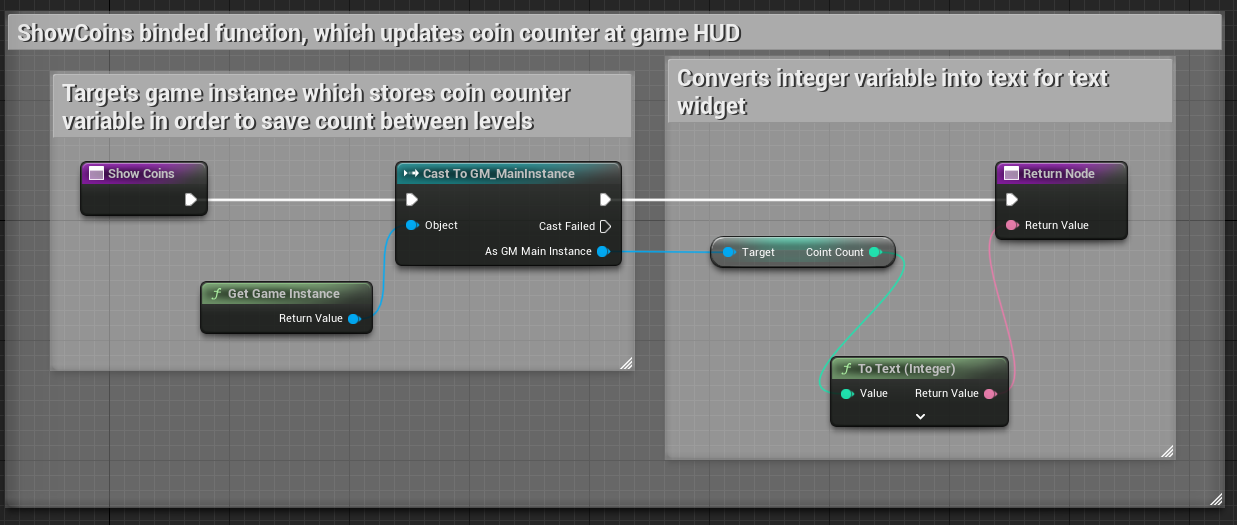 ShowCoins binded function, which updates coin counter at game HUD
Targets game instance which stores coin counter
variable in order to save count between levels
Converts integer variable into text for text
widget
Show Coins
Cast To GM_MainInstance
Object
Cast Failed
As GM Main Instance
Get Game Instance
Return Value
Target
Coint Count
f To Text (Integer)
Value
Return Value
Return Node
Return Value